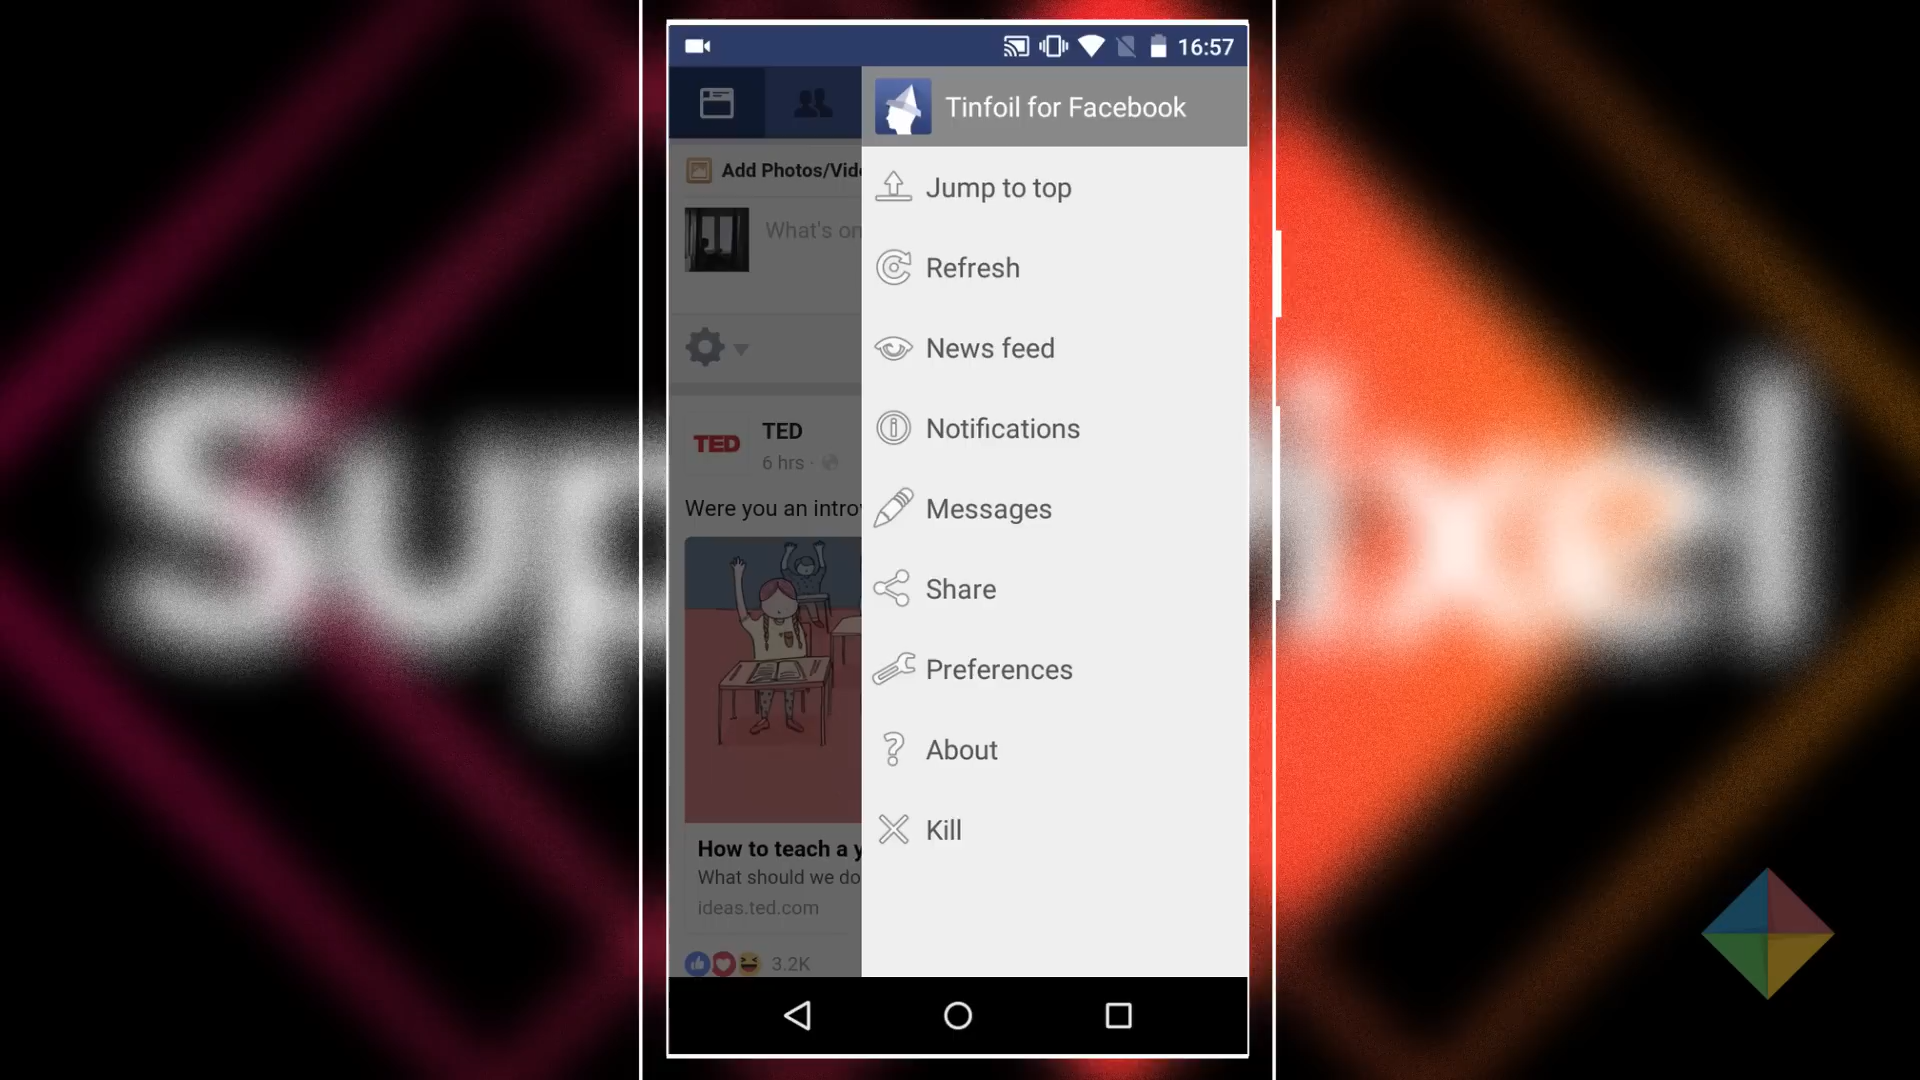 16:57
Tinfoil for Facebook
Add Photos/Vid
What's on
TED
TED
6 hrs ·
Were you an intro
How to teach a y
What should we do
ideas.ted.com
3.2K
Jump to top
Refresh
News feed
Notifications
Messages
Share
Preferences
About
Kill
Sup